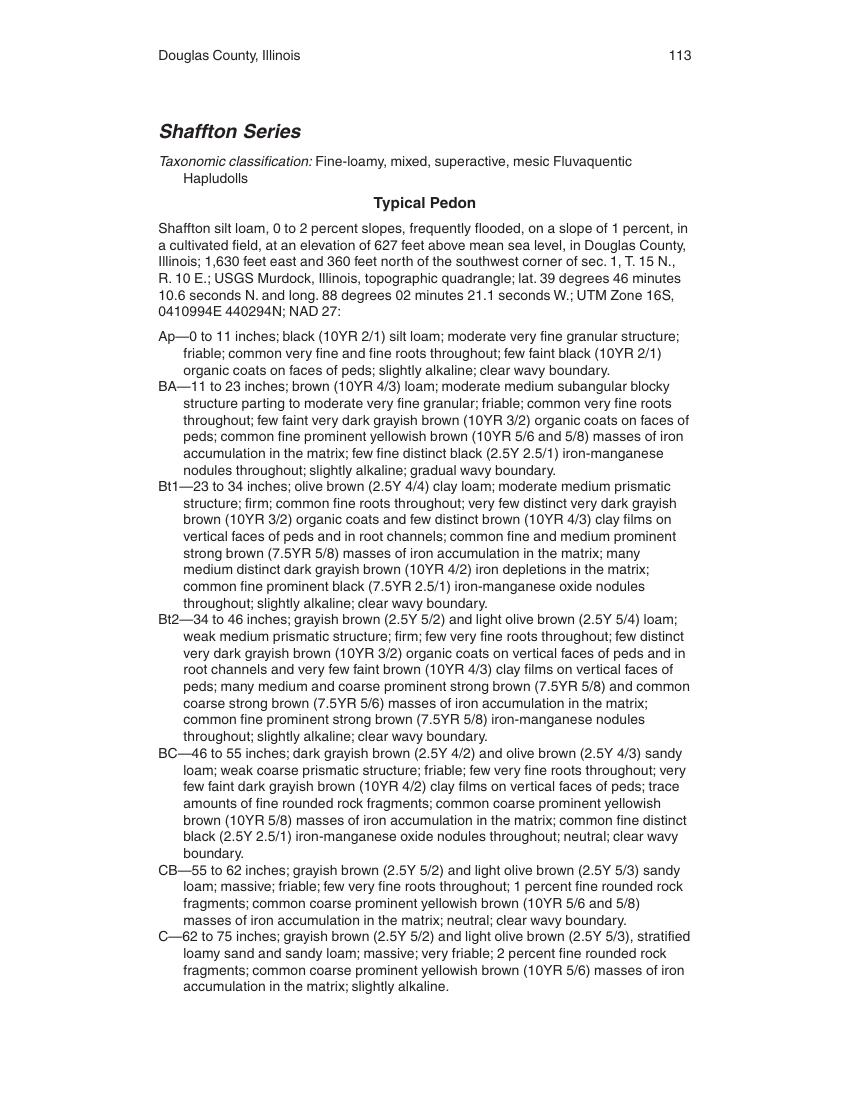 Douglas County, Illinois 113
Shaffton Series
Taxonomic classification: Fine-loamy, mixed, superactive, mesic Fluvaquentic
Hapludolls
Typical Pedon
Shaffton silt loam, 0 to 2 percent slopes, frequently flooded, on a slope of 1 percent, in
a cultivated field, at an elevation of 627 feet above mean sea level, in Douglas County,
Illinois; 1,630 feet east and 360 feet north of the southwest corner of sec. 1, T. 15 N.,
R. 10 E.; USGS Murdock, Illinois, topographic quadrangle; lat. 39 degrees 46 minutes
10.6 seconds N. and long. 88 degrees 02 minutes 21.1 seconds W.; UTM Zone 16S,
0410994E 440294N; NAD 27:
Ap—0 to 11 inches; black (10YR 2/1) silt loam; moderate very fine granular structure;
friable; common very fine and fine roots throughout; few faint black (10YR 2/1)
organic coats on faces of peds; slightly alkaline; clear wavy boundary.
BA—11 to 23 inches; brown (10YR 4/3) loam; moderate medium subangular blocky
structure parting to moderate very fine granular; friable; common very fine roots
throughout; few faint very dark grayish brown (10YR 3/2) organic coats on faces of
peds; common fine prominent yellowish brown (10YR 5/6 and 5/8) masses of iron
accumulation in the matrix; few fine distinct black (2.5Y 2.5/1) iron-manganese
nodules throughout; slightly alkaline; gradual wavy boundary.
Bt1—23 to 34 inches; olive brown (2.5Y 4/4) clay loam; moderate medium prismatic
structure; firm; common fine roots throughout; very few distinct very dark grayish
brown (10YR 3/2) organic coats and few distinct brown (10YR 4/3) clay films on
vertical faces of peds and in root channels; common fine and medium prominent
strong brown (7.5YR 5/8) masses of iron accumulation in the matrix; many
medium distinct dark grayish brown (10YR 4/2) iron depletions in the matrix;
common fine prominent black (7.5YR 2.5/1) iron-manganese oxide nodules
throughout; slightly alkaline; clear wavy boundary.
Bt2—34 to 46 inches; grayish brown (2.5Y 5/2) and light olive brown (2.5Y 5/4) loam;
weak medium prismatic structure; firm; few very fine roots throughout; few distinct
very dark grayish brown (10YR 3/2) organic coats on vertical faces of peds and in
root channels and very few faint brown (10YR 4/3) clay films on vertical faces of
peds; many medium and coarse prominent strong brown (7.5YR 5/8) and common
coarse strong brown (7.5YR 5/6) masses of iron accumulation in the matrix;
common fine prominent strong brown (7.5YR 5/8) iron-manganese nodules
throughout; slightly alkaline; clear wavy boundary.
BC—46 to 55 inches; dark grayish brown (2.5Y 4/2) and olive brown (2.5Y 4/3) sandy
loam; weak coarse prismatic structure; friable; few very fine roots throughout; very
few faint dark grayish brown (10YR 4/2) clay films on vertical faces of peds; trace
amounts of fine rounded rock fragments; common coarse prominent yellowish
brown (10YR 5/8) masses of iron accumulation in the matrix; common fine distinct
black (2.5Y 2.5/1) iron-manganese oxide nodules throughout; neutral; clear wavy
boundary.
CB—55 to 62 inches; grayish brown (2.5Y 5/2) and light olive brown (2.5Y 5/3) sandy
loam; massive; friable; few very fine roots throughout; 1 percent fine rounded rock
fragments; common coarse prominent yellowish brown (10YR 5/6 and 5/8)
masses of iron accumulation in the matrix; neutral; clear wavy boundary.
C—62 to 75 inches; grayish brown (2.5Y 5/2) and light olive brown (2.5Y 5/3), stratified
loamy sand and sandy loam; massive; very friable; 2 percent fine rounded rock
fragments; common coarse prominent yellowish brown (10YR 5/6) masses of iron
accumulation in the matrix; slightly alkaline.